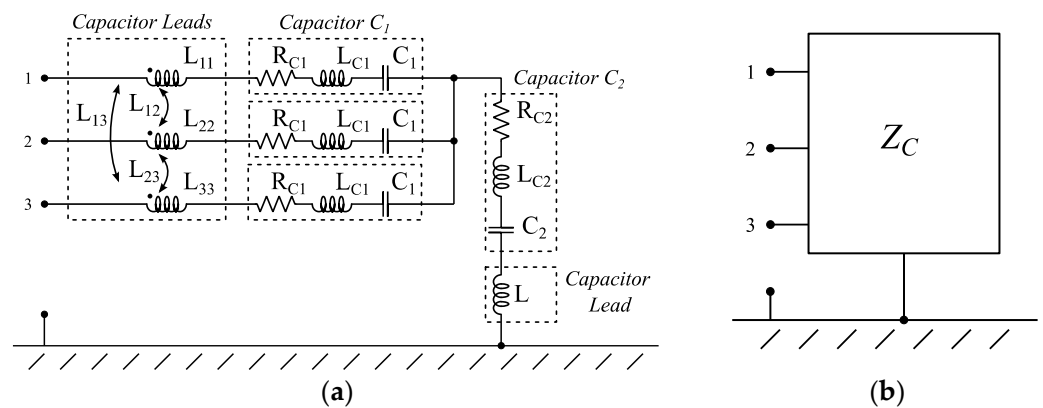 Capacitor Leads
Capacitor C1
L11
RC1
LC1
C1
1
L12
L13
L22
RC1
LC1
C1
2
L23
L33
RC1
LC1
C1
3
Capacitor C2
RC2
LC2
C2
L
Capacitor
Lead
(a)
1
2
3
ZC
(b)